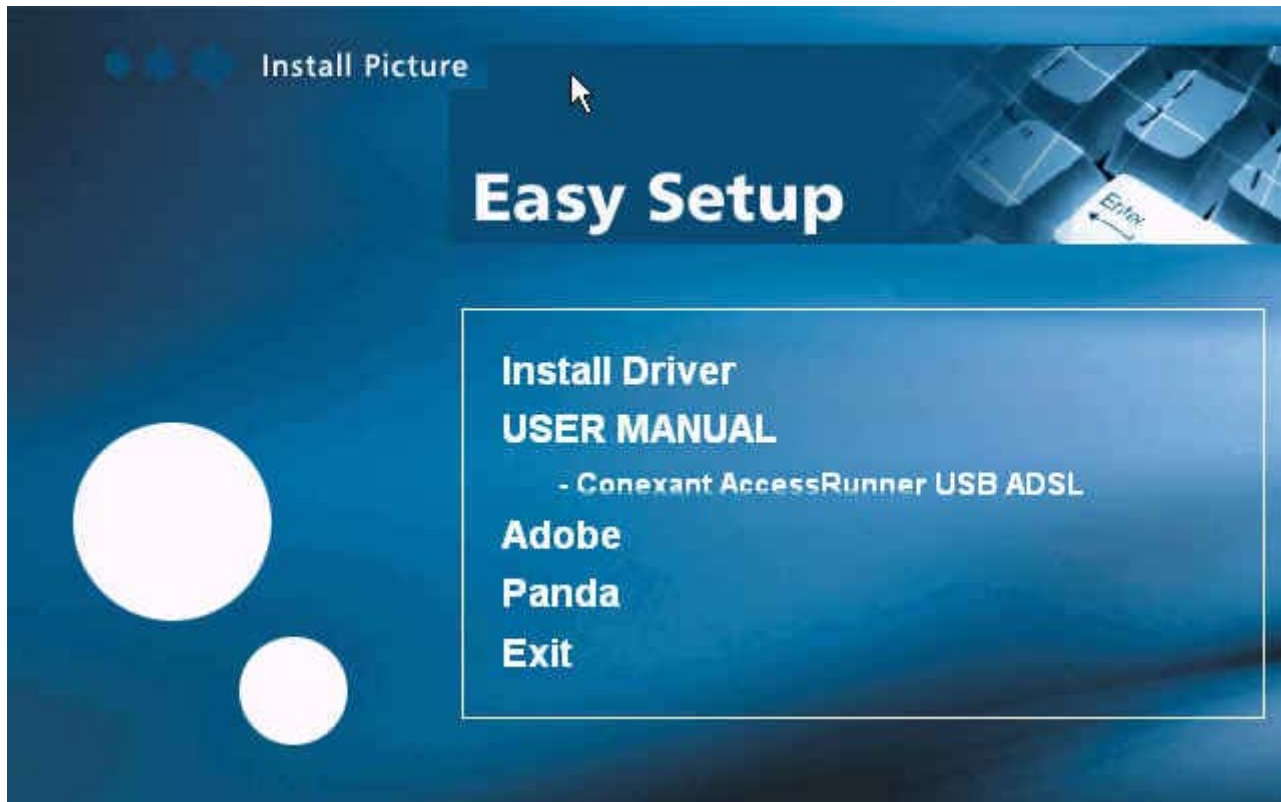 Install Picture
Easy Setup
Enter
Install Driver
USER MANUAL
- Conexant AccessRunner USB ADSL
Adobe
Panda
Exit